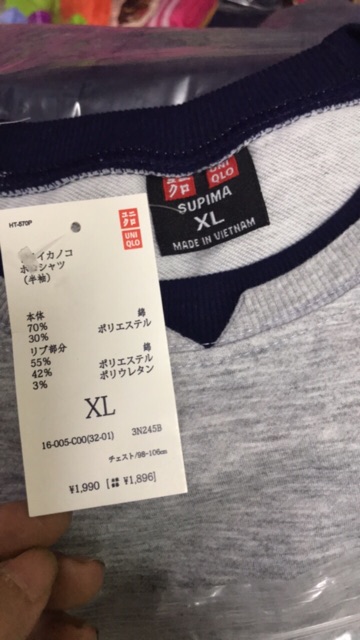 ユニ
クロ
UNI
QLO
SUPIMA
XL
MADE IN VIETNAM
HT-670P
ユニ
クロ
UNI
QLO
イカノコ
シャツ
(半袖)
本体 綿
70% ポリエステル
30%
リブ部分 綿
55% ポリエステル
42% ポリウレタン
3%
XL
16-005-C00(32-01) 3N245B
チェスト/98-106cm
¥1,990 [ ¥1,896]